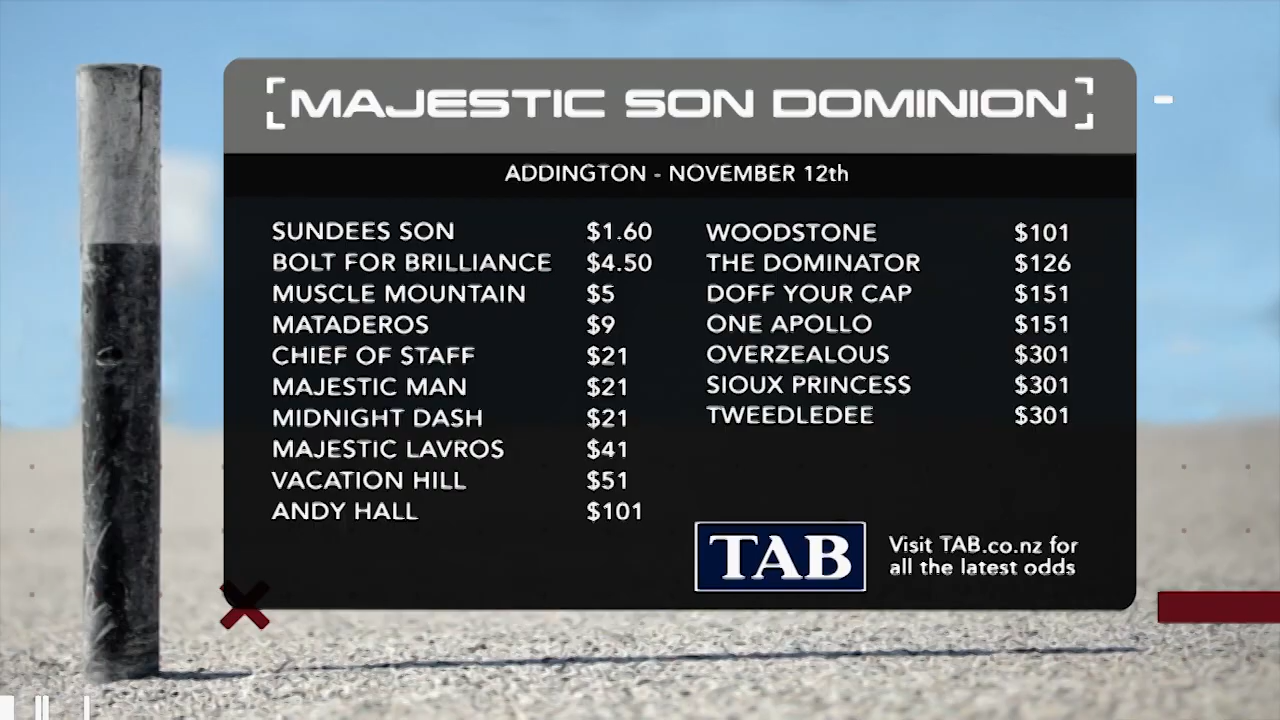 MAJESTIC SON DOMINION
ADDINGTON - NOVEMBER 12th
SUNDEES SON $1.60
BOLT FOR BRILLIANCE $4.50
MUSCLE MOUNTAIN $5
MATADEROS $9
CHIEF OF STAFF $21
MAJESTIC MAN $21
MIDNIGHT DASH $21
MAJESTIC LAVROS $41
VACATION HILL $51
ANDY HALL $101
WOODSTONE $101
THE DOMINATOR $126
DOFF YOUR CAP $151
ONE APOLLO $151
OVERZEALOUS $301
SIOUX PRINCESS $301
TWEEDLEDEE $301
TAB
Visit TAB.co.nz for
all the latest odds